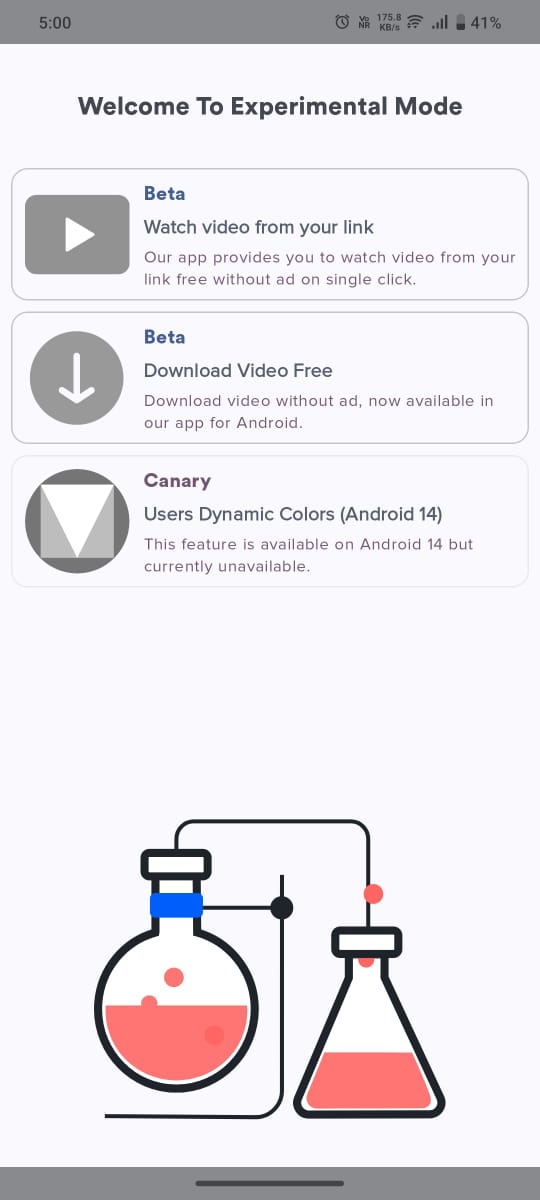 5:00
Vo NR 175.8 KB/s 41%
Welcome To Experimental Mode
Beta
Watch video from your link
Our app provides you to watch video from your
link free without ad on single click.
Beta
Download Video Free
Download video without ad, now available in
our app for Android.
Canary
Users Dynamic Colors (Android 14)
This feature is available on Android 14 but
currently unavailable.